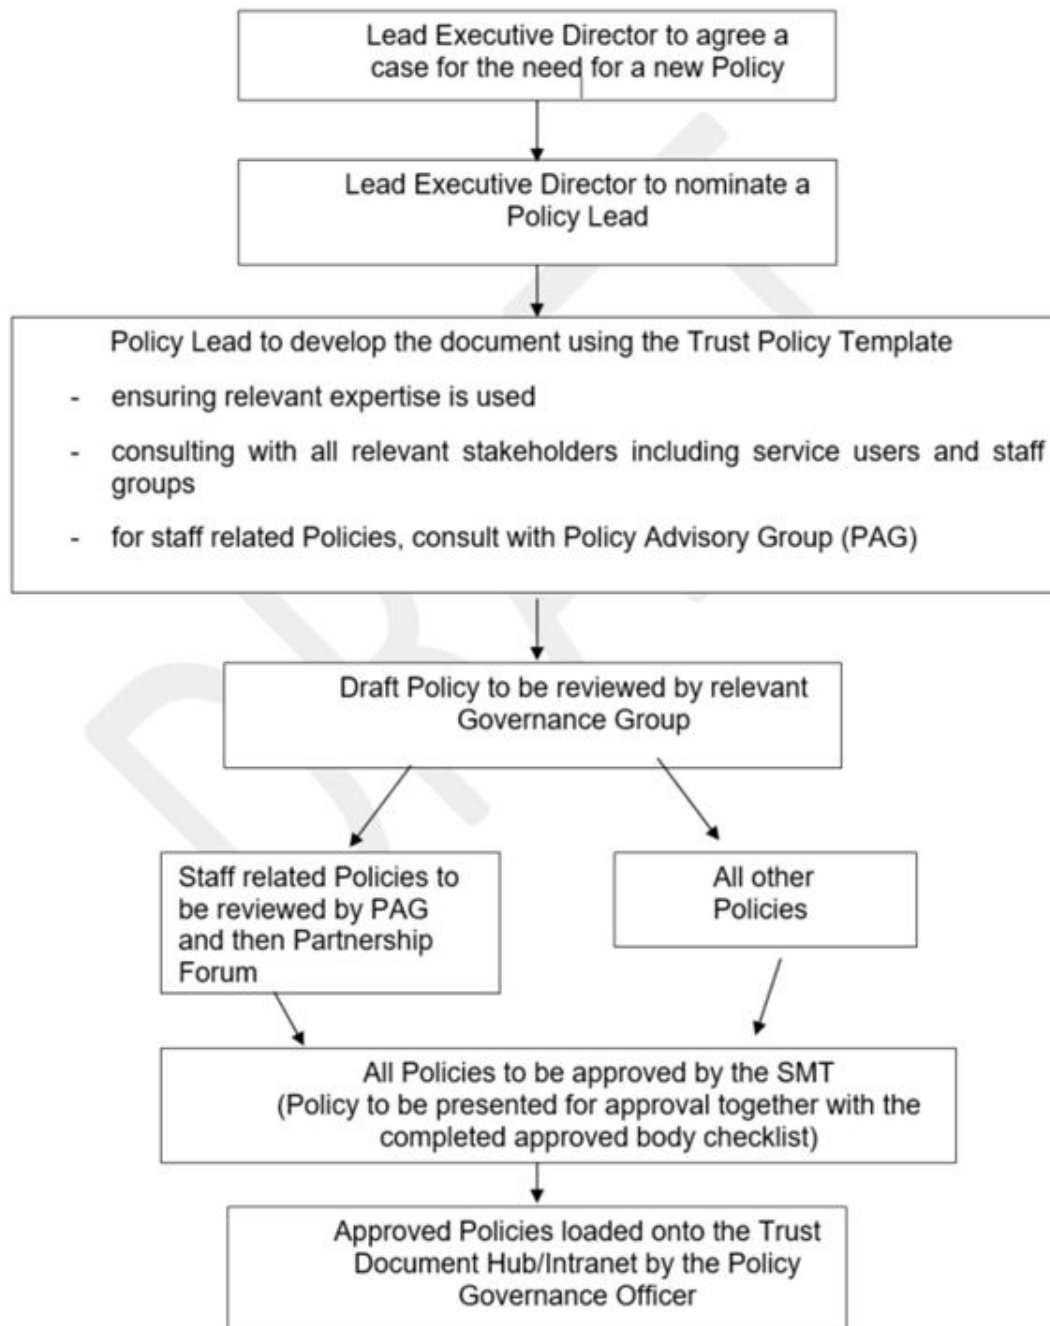 Lead Executive Director to agree a
case for the need for a new Policy
Lead Executive Director to nominate a
Policy Lead
Policy Lead to develop the document using the Trust Policy Template
- ensuring relevant expertise is used
- consulting with all relevant stakeholders including service users and staff
groups
- for staff related Policies, consult with Policy Advisory Group (PAG)
Draft Policy to be reviewed by relevant
Governance Group
Staff related Policies to
be reviewed by PAG
and then Partnership
Forum
All other
Policies
All Policies to be approved by the SMT
(Policy to be presented for approval together with the
completed approved body checklist)
Approved Policies loaded onto the Trust
Document Hub/Intranet by the Policy
Governance Officer
DRAFT